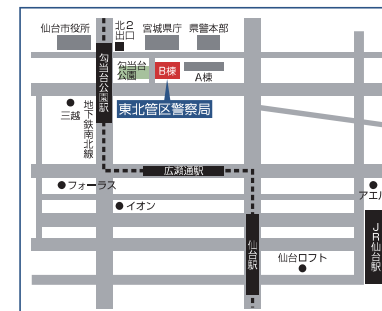 仙台市役所
北2
出口
宮城県庁
県警本部
勾当台公園駅
勾当台
公園
B棟
A棟
三越
地下鉄南北線
東北管区警察局
広瀬通駅
フォーラス
イオン
アエル
仙台駅
JR仙台駅
仙台ロフト